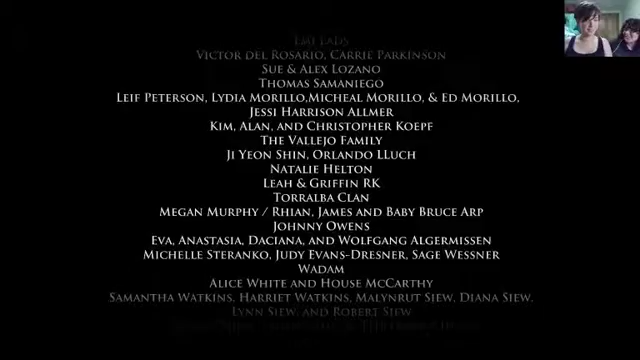 Victor del Rosario, Carrie Parkinson
Sue & Alex Lozano
Thomas Samaniego
Leif Peterson, Lydia Morillo,Micheal Morillo, & Ed Morillo,
Jessi Harrison Allmer
Kim, Alan, and Christopher Koepf
The Vallejo Family
Ji Yeon Shin, Orlando LLuch
Natalie Helton
Leah & Griffin RK
Torralba Clan
Megan Murphy / Rhian, James and Baby Bruce Arp
Johnny Owens
Eva, Anastasia, Daciana, and Wolfgang Algermissen
Michelle Steranko, Judy Evans-Dresner, Sage Wessner
Wadam
Alice White and House McCarthy
Samantha Watkins, Harriet Watkins, Malynrut Siew, Diana Siew,
Lynn Siew, and Robert Siew